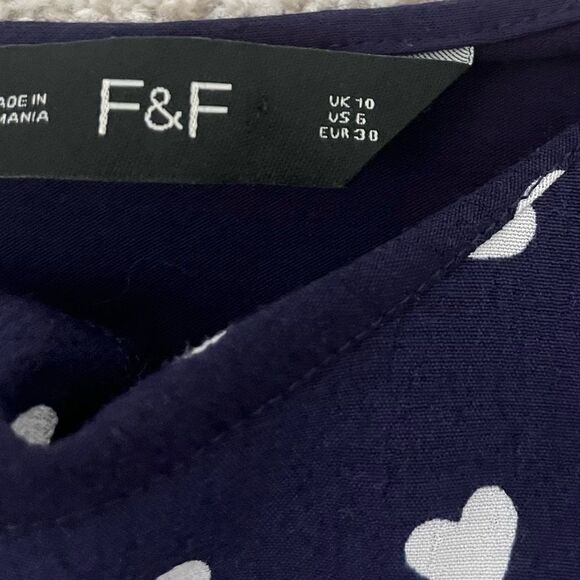 ADE IN
MANIA
F&F
UK 10
US 6
EUR 38